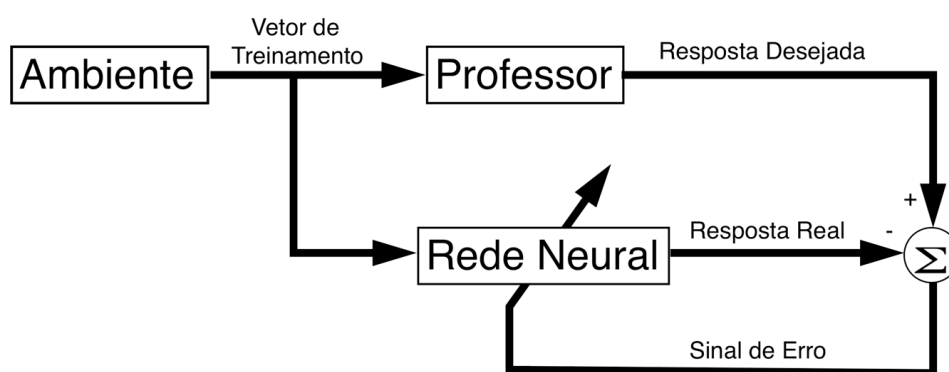 Vetor de
Treinamento
Ambiente
Professor
Resposta Desejada
+
Rede Neural
Resposta Real
-
Σ
Sinal de Erro